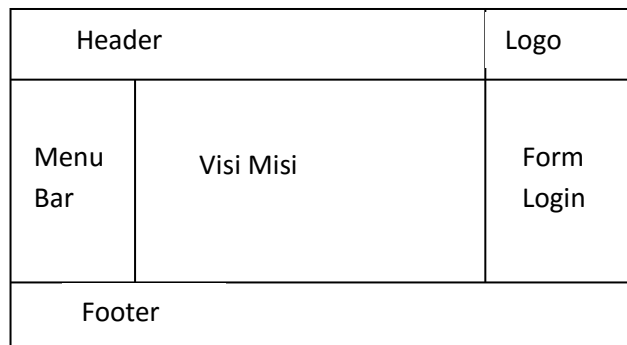 Header
Logo
Menu
Bar
Visi Misi
Form
Login
Footer